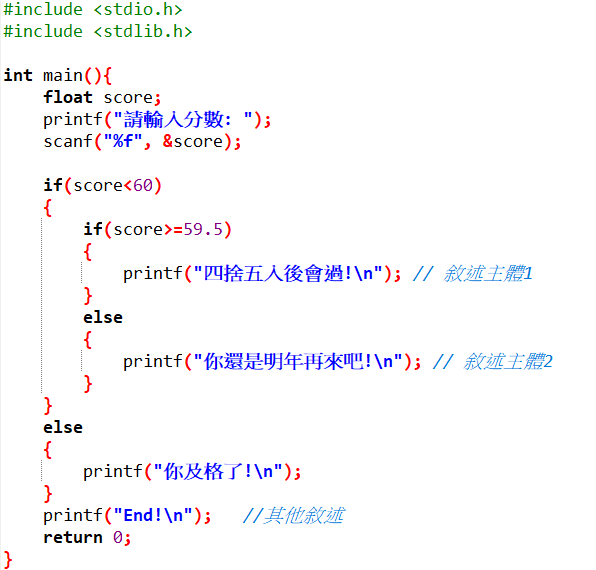 #include <stdio.h>
#include <stdlib.h>
int main(){
float score;
printf("請輸入分數: ");
scanf("%f", &score);
if(score<60)
{
if(score>=59.5)
{
printf("四捨五入後會過!\n"); // 敘述主體1
}
else
{
printf("你還是明年再來吧!\n"); // 敘述主體2
}
}
else
{
printf("你及格了!\n");
}
printf("End!\n"); //其他敘述
return 0;
}